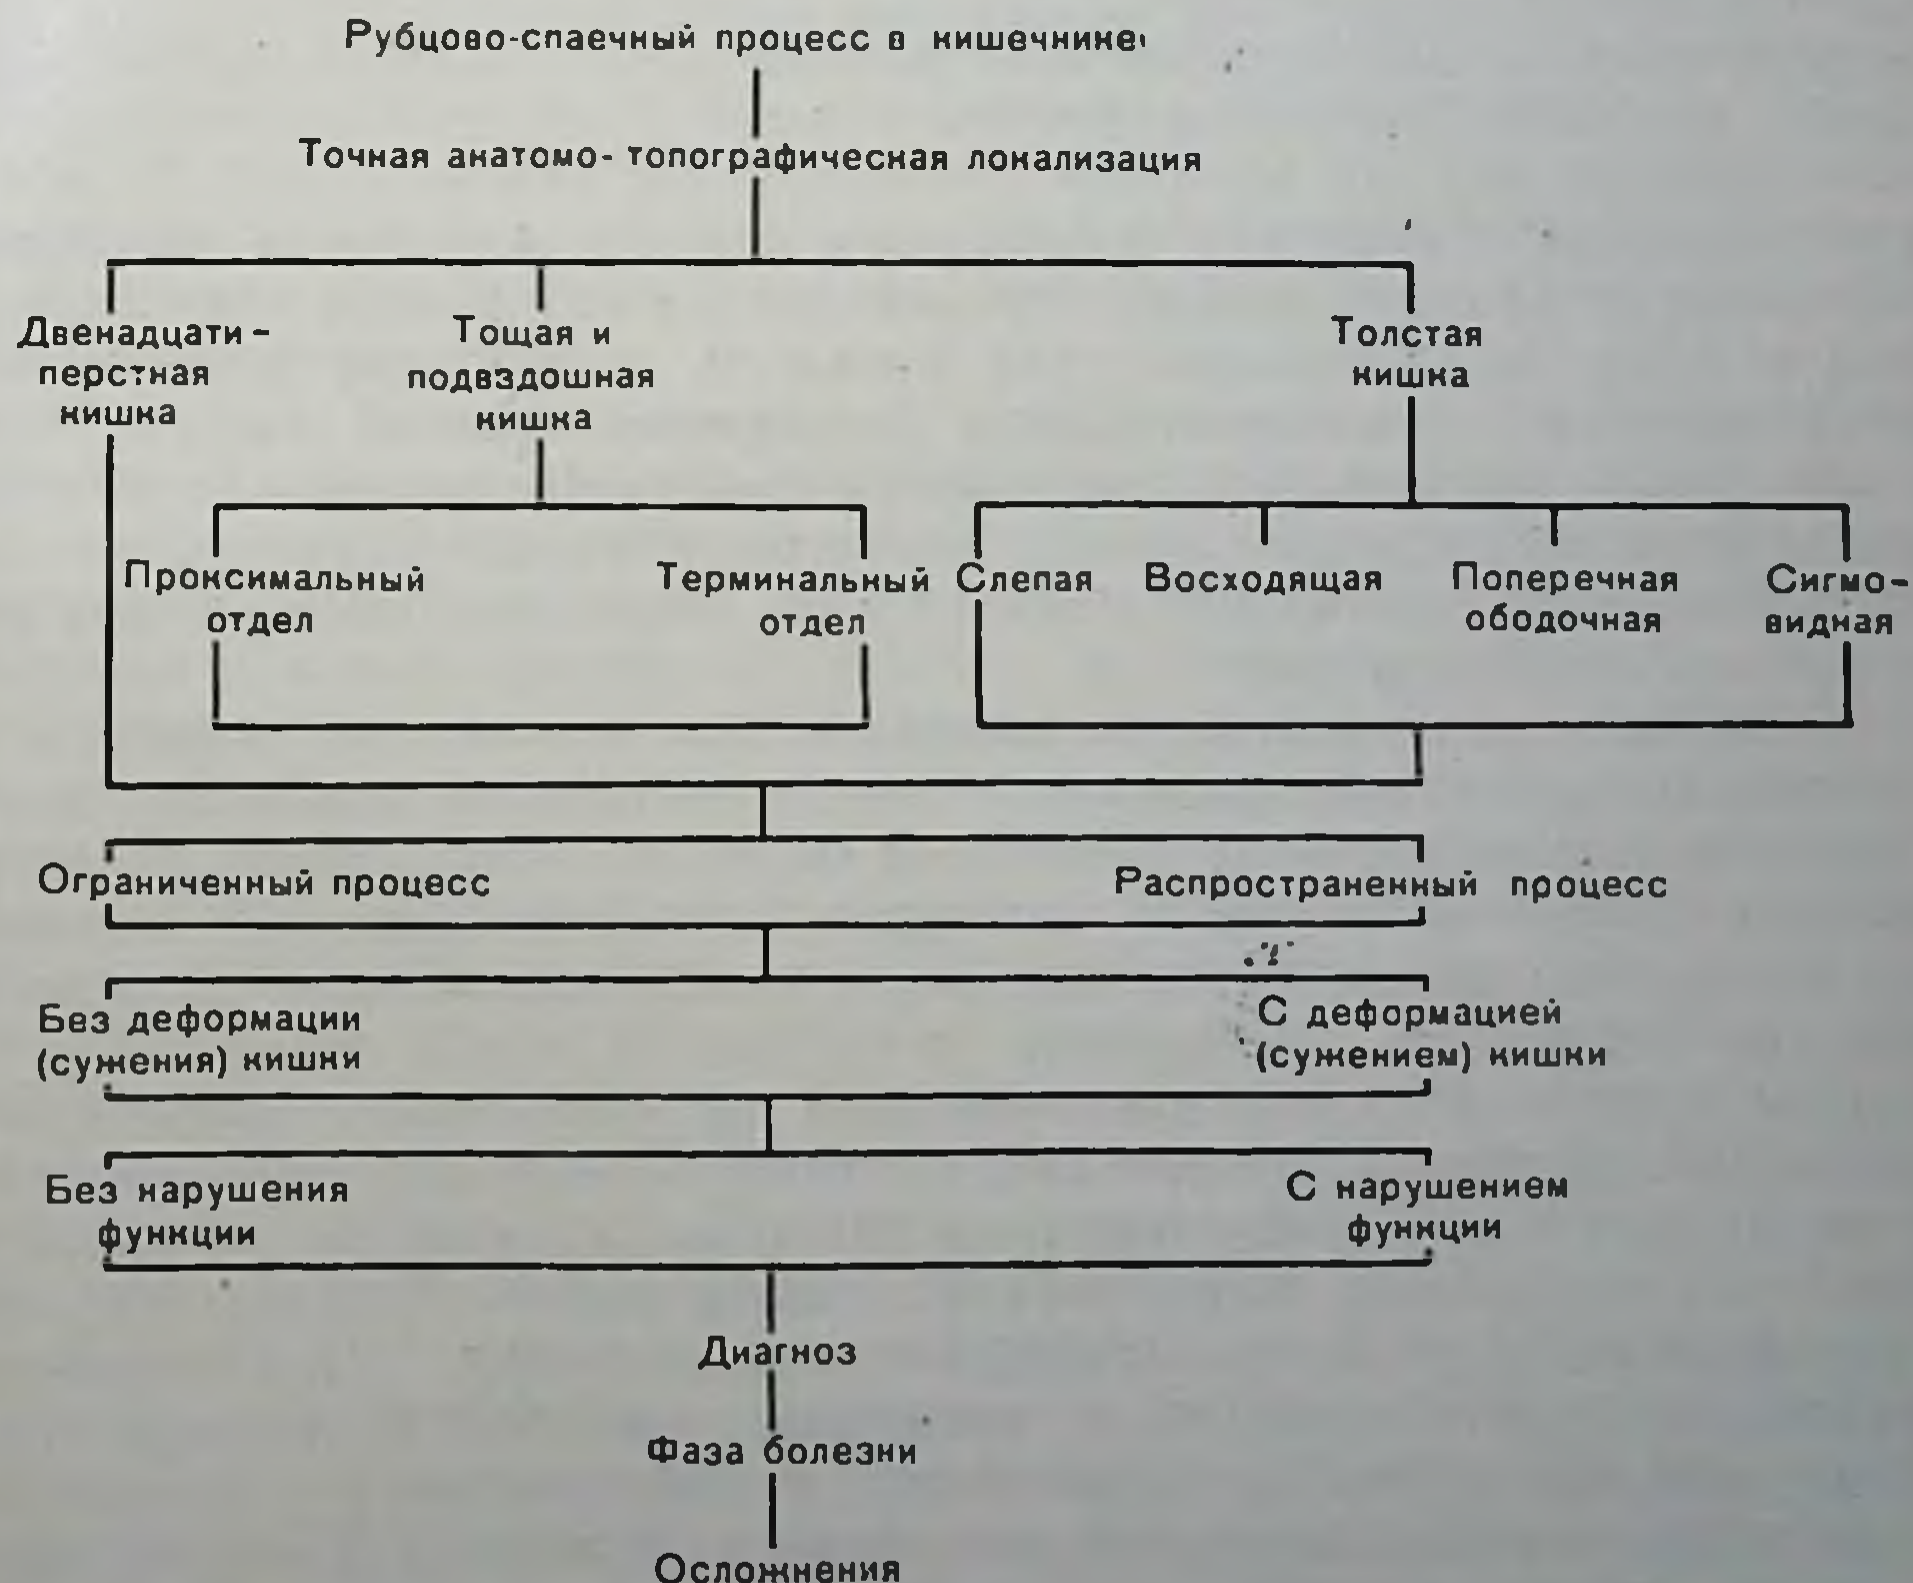 Рубцово-спаечный процесс в кишечнике
Точная анатомо-топографическая локализация
Двенадцати-
перстная
кишка
Тощая и
подвздошная
кишка
Толстая
кишка
Проксимальный
отдел
Терминальный
отдел
Слепая
Восходящая
Поперечная
ободочная
Сигмо-
видная
Ограниченный процесс
Распространенный процесс
Без деформации
(сужения) кишки
С деформацией
(сужением) кишки
Без нарушения
функции
С нарушением
функции
Диагноз
Фаза болезни
Осложнения